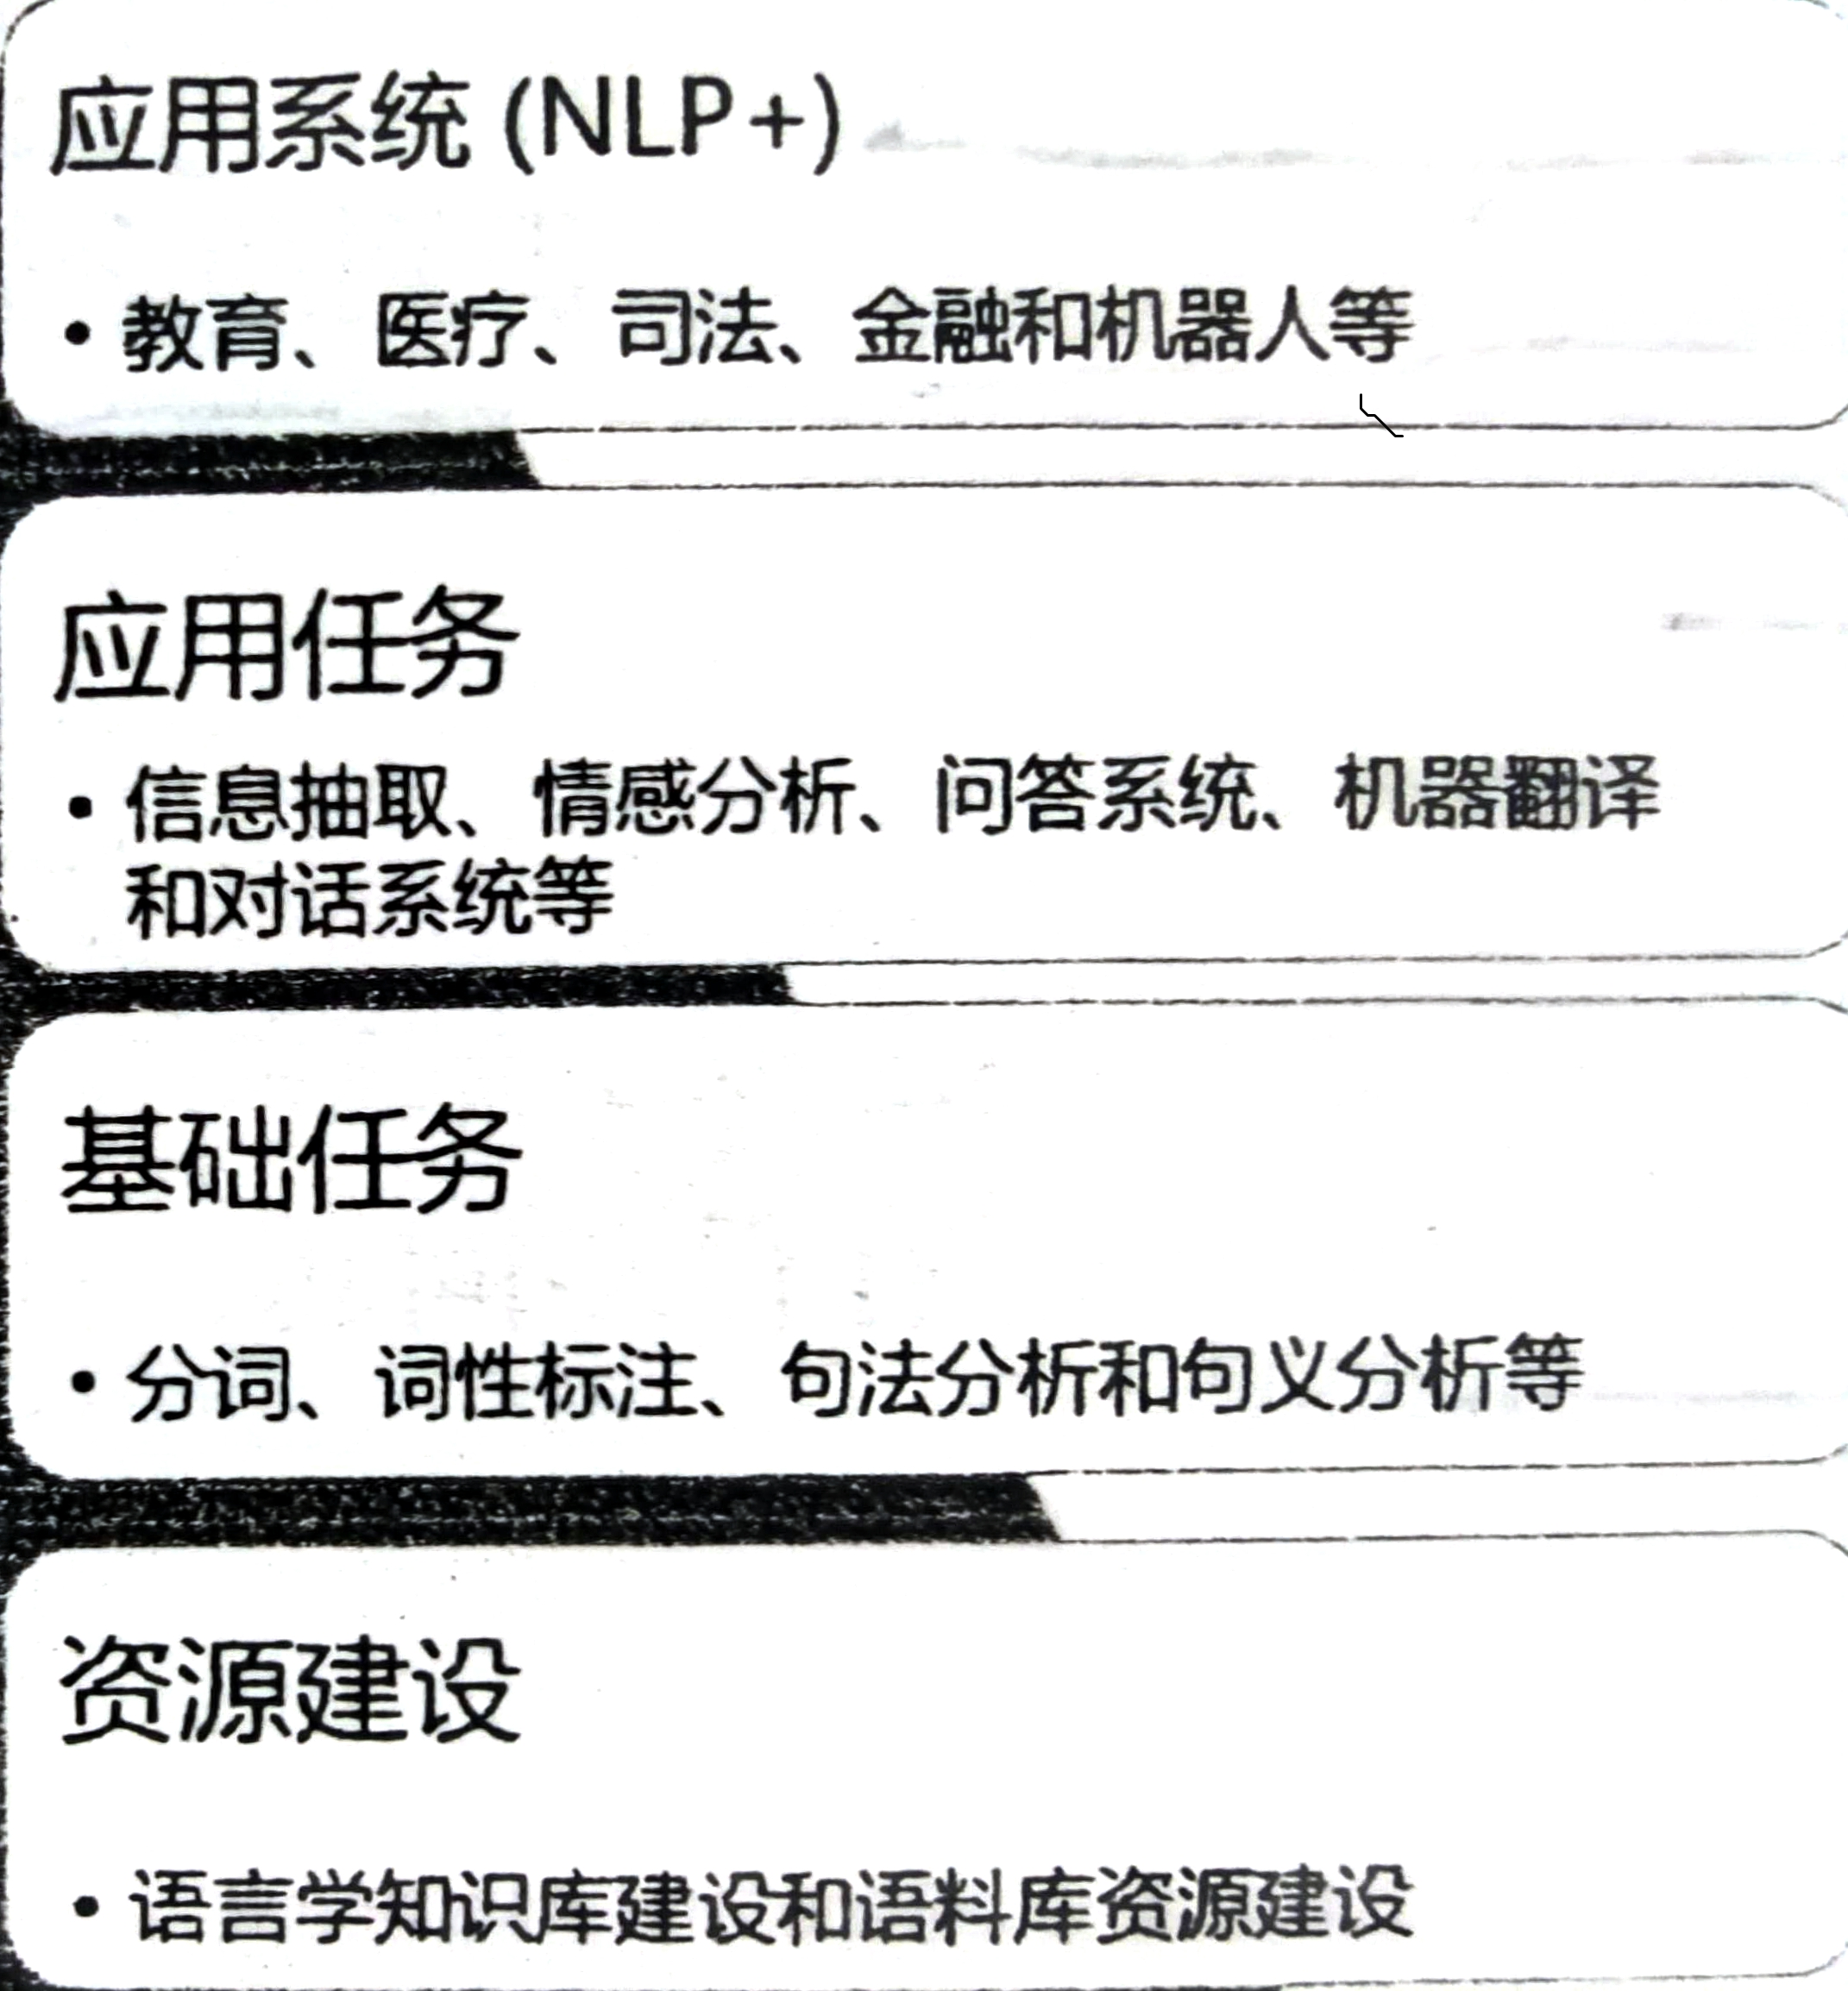 应用系统 (NLP+)
• 教育、医疗、司法、金融和机器人等
应用任务
• 信息抽取、情感分析、问答系统、机器翻译
和对话系统等
基础任务
• 分词、词性标注、句法分析和句义分析等
资源建设
• 语言学知识库建设和语料库资源建设